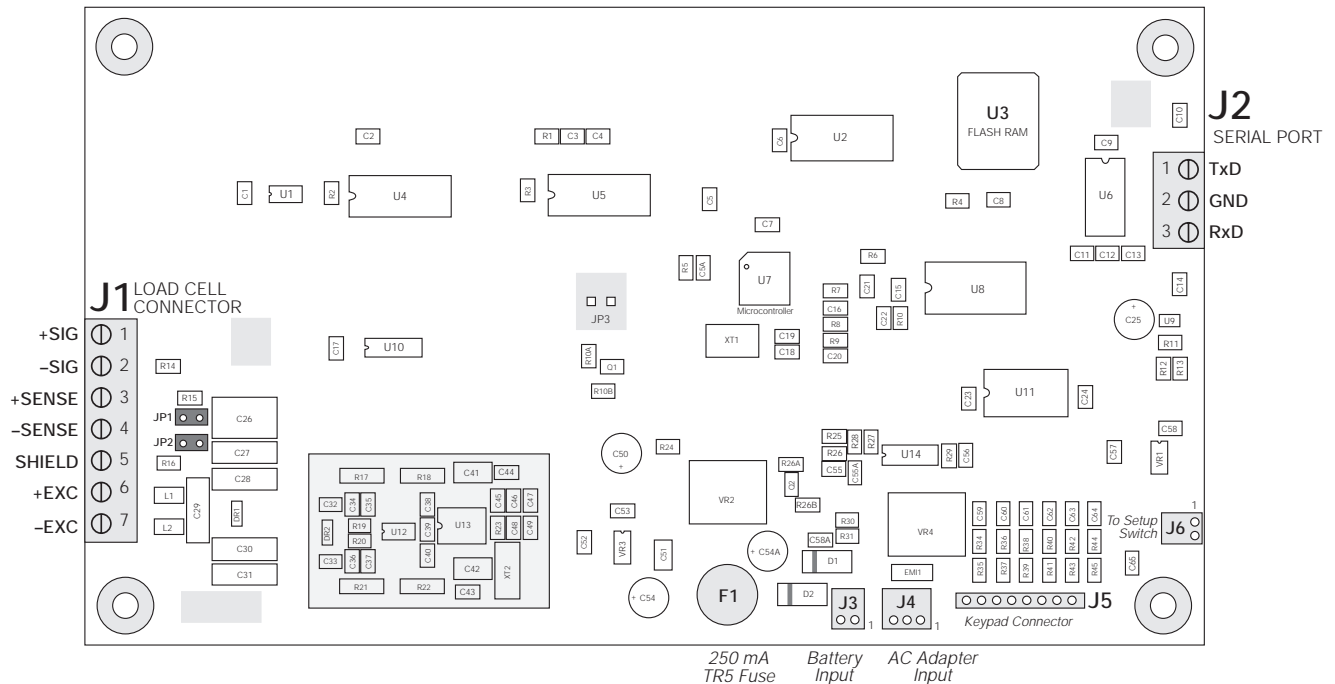 U3
FLASH RAM
C10
J2
SERIAL PORT
C2
R1 C3 C4
C6
U2
C9
1 TxD
2 GND
3 RxD
U6
C1
U1
R2
U4
R3
U5
C5
R4
C8
C7
C11 C12 C13
R5
C5A
U7
Microcontroller
R6
C21
C15
U8
C14
R7
C16
R8
R9
C20
C22
R10
+
C25
U9
R11
R12
R13
J1 LOAD CELL
CONNECTOR
+SIG 1
–SIG 2
+SENSE 3
–SENSE 4
SHIELD 5
+EXC 6
–EXC 7
JP3
XT1
C19
C18
C17
U10
R10A
Q1
R10B
R14
R15
JP1
JP2
R16
L1
L2
C29
C26
C27
C28
DR1
C30
C31
C23
U11
C24
C58
C57
VR1
C50
+
R24
R25
R26
C55
R28
R27
C55A
U14
R29
C56
R17
R18
C41
C44
C32
C34
C35
C38
C45
C46
C47
DR2
R19
R20
U12
C39
U13
R23
C48
C49
C33
C36
C37
C40
C42
XT2
R21
R22
C43
VR2
R26A
Q2
R26B
R30
R31
C58A
C53
C52
VR3
C51
+ C54A
D1
+ C54
F1
D2
VR4
EMI1
C59 C60 C61 C62 C63 C64
R34 R36 R38 R40 R42 R44
R35 R37 R39 R41 R43 R45
C65
To Setup
Switch
1
J6
J3
1
J4
1
J5
Keypad Connector
250 mA
TR5 Fuse
Battery
Input
AC Adapter
Input